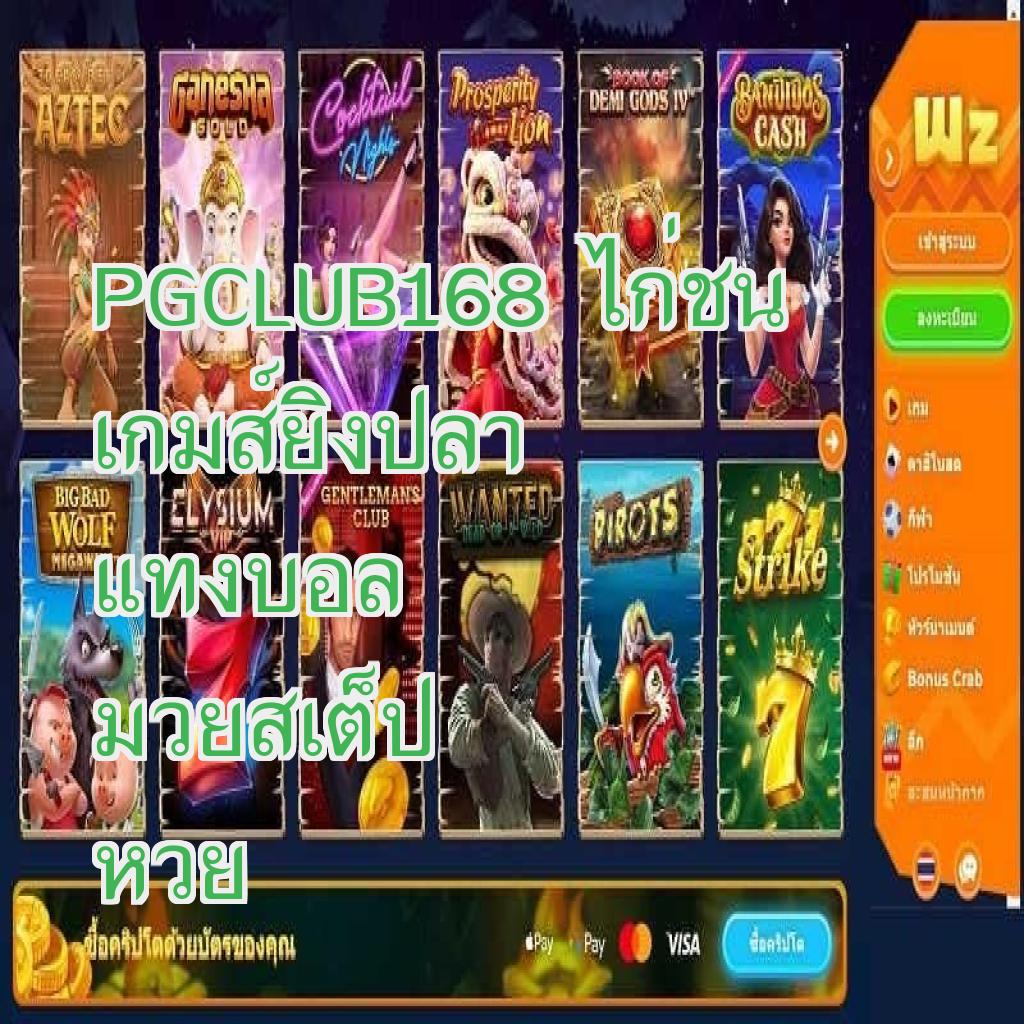 TREASURES OF
AZTEC
Ganesha
GOLD
Cocktail
Nights
Prosperity
Lion
BOOK OF
DEMI GODS IV
BANDIDOS
CASH
Wz
เข้าสู่ระบบ
ลงทะเบียน
PGCLUB168 ไก่ชน
เกมส์ยิงปลา
แทงบอล
มวยสเต็ป
หวย
BIG BAD
WOLF
MEGAWAYS
ELYSIUM
VIP
GENTLEMAN'S
CLUB
WANTED
DEAD OR A WILD
PIROTS
777
Strike
7
เกม
คาสิโนสด
กีฬา
โปรโมชั่น
ทัวร์นาเมนต์
Bonus Crab
ลีก
สะสมหน้ากาก
ซื้อคริปโตด้วยบัตรของคุณ
Pay
Pay
VISA
ซื้อคริปโต